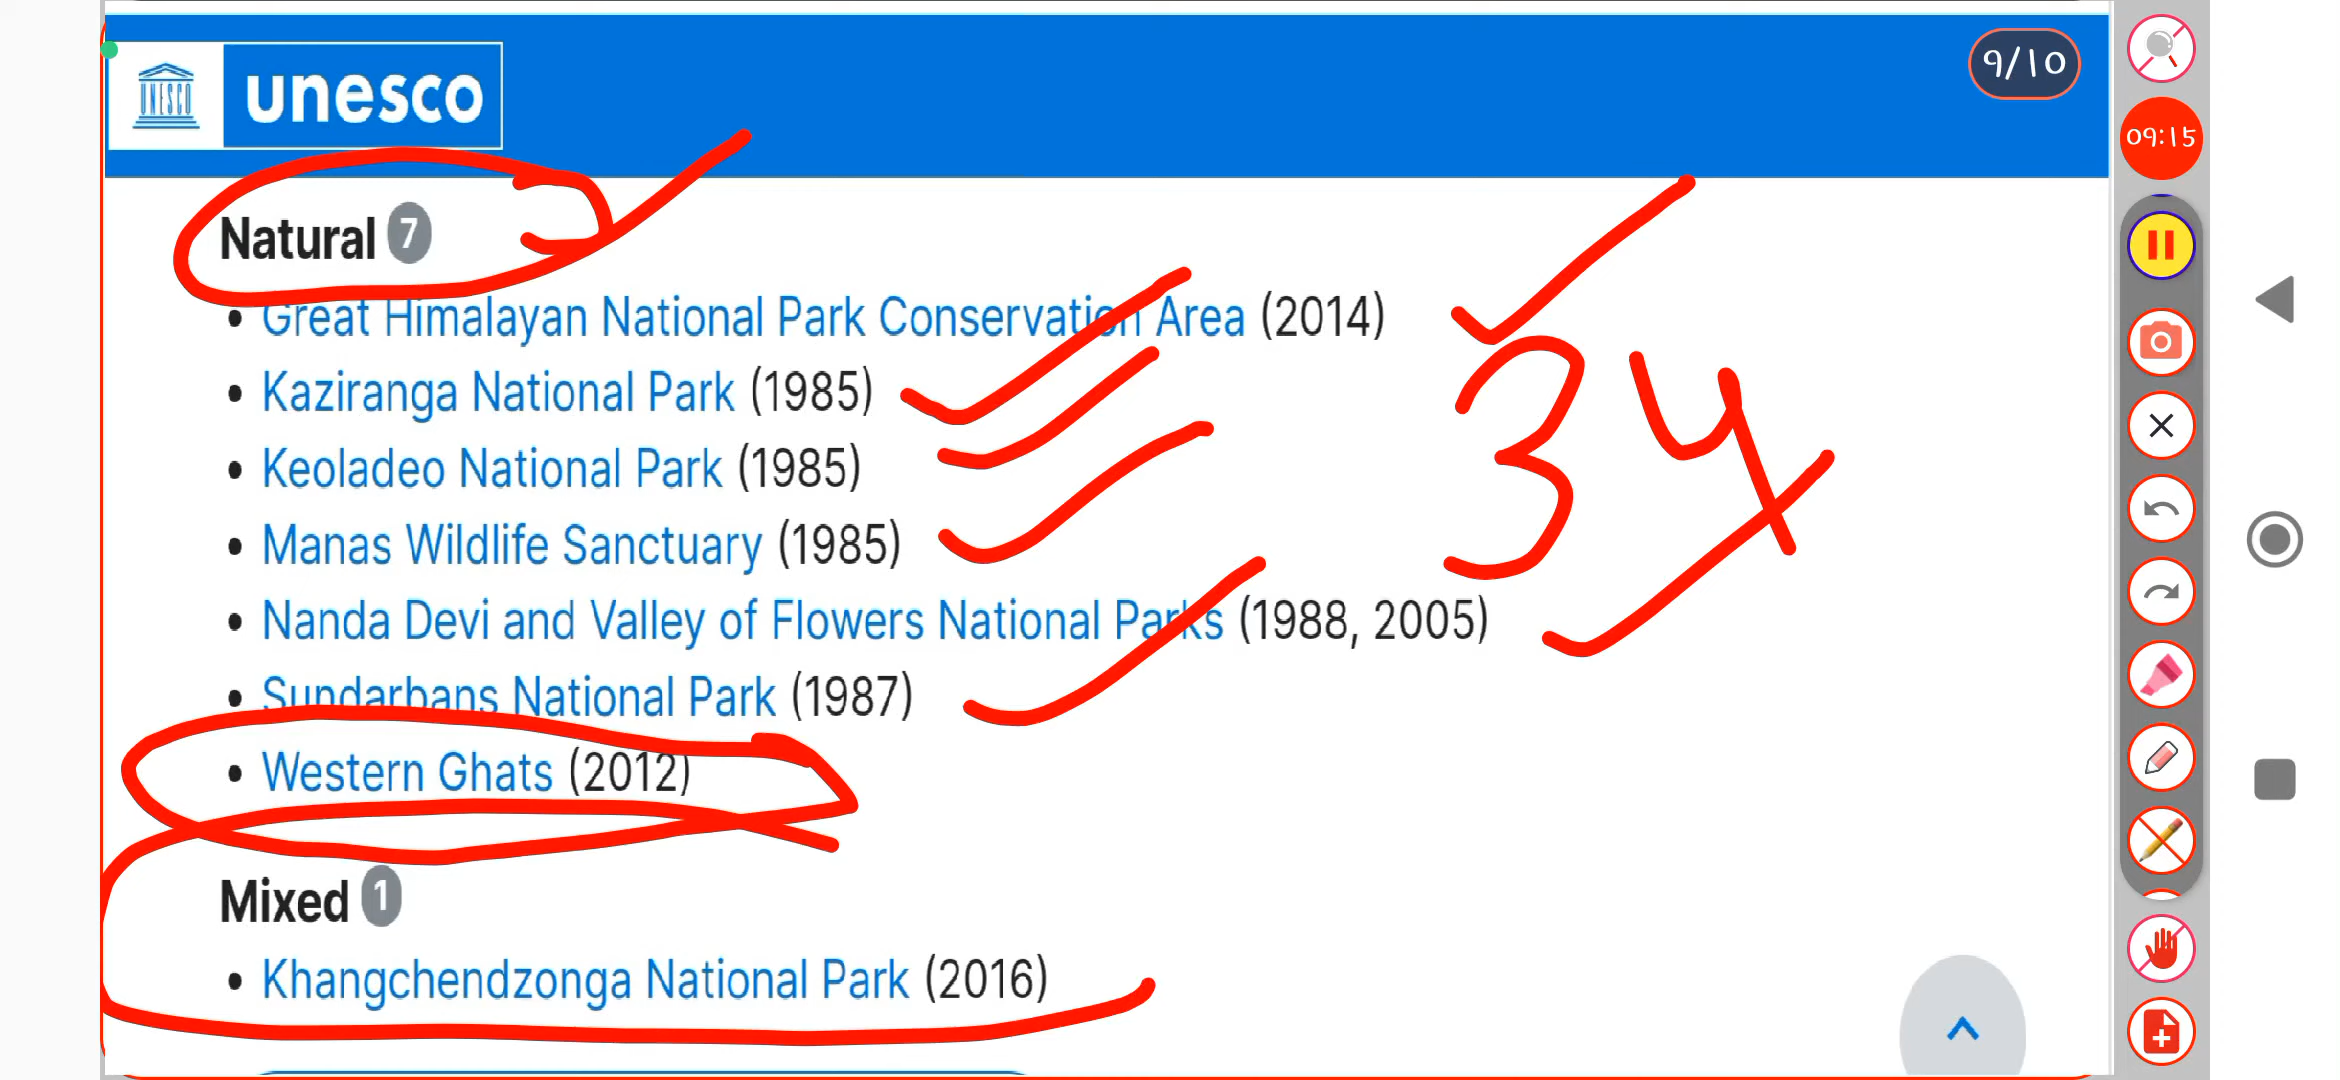 UNESCO
unesco
9/10
09:15
Natural 7
• Great Himalayan National Park Conservation Area (2014)
• Kaziranga National Park (1985)
34
• Keoladeo National Park (1985)
• Manas Wildlife Sanctuary (1985)
• Nanda Devi and Valley of Flowers National Parks (1988, 2005)
• Sundarbans National Park (1987)
• Western Ghats (2012)
Mixed 1
• Khangchendzonga National Park (2016)